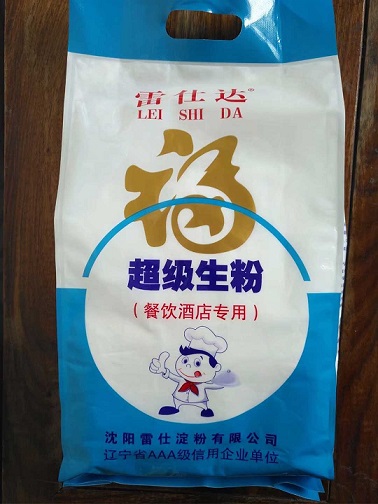 雷仕达®
LEI SHI DA
福
超级生粉
（餐饮酒店专用）
沈阳雷仕淀粉有限公司
辽宁省AAA级信用企业单位